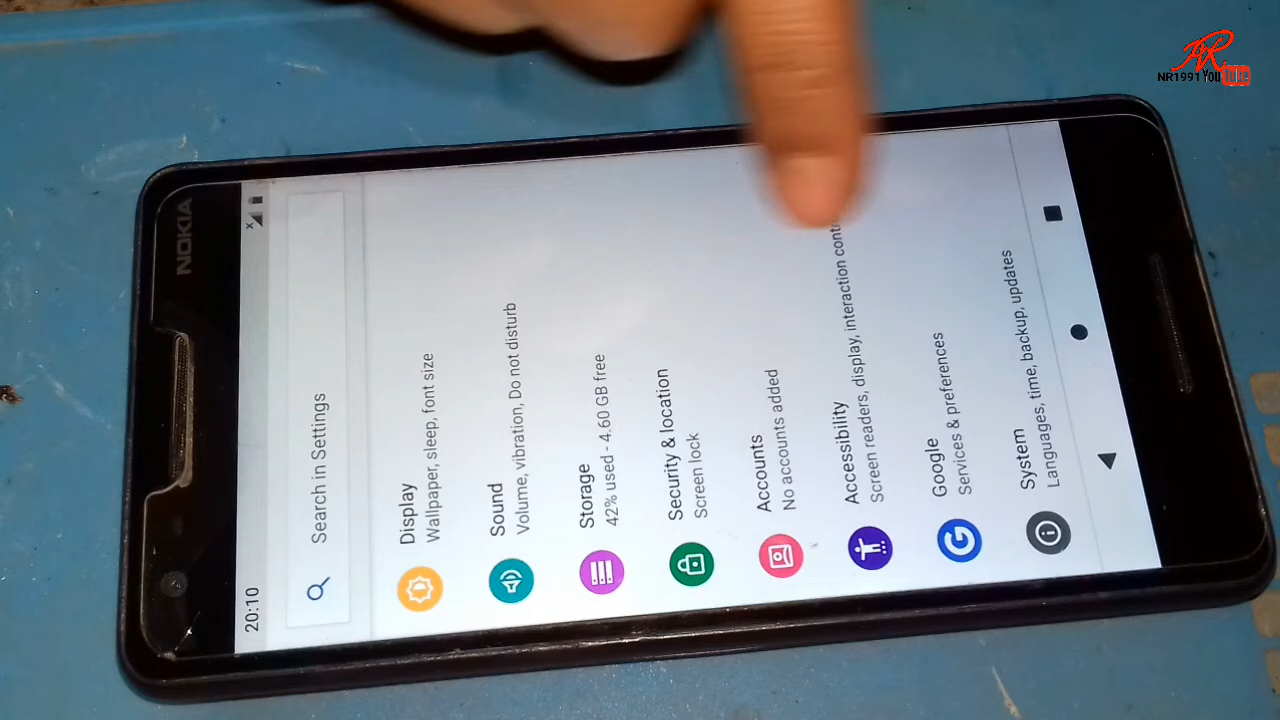 NR1991 YouTube
NOKIA
20:10
Search in Settings
Display
Wallpaper, sleep, font size
Sound
Volume, vibration, Do not disturb
Storage
42% used - 4.60 GB free
Security & location
Screen lock
Accounts
No accounts added
Accessibility
Screen readers, display, interaction cont
Google
Services & preferences
System
Languages, time, backup, updates